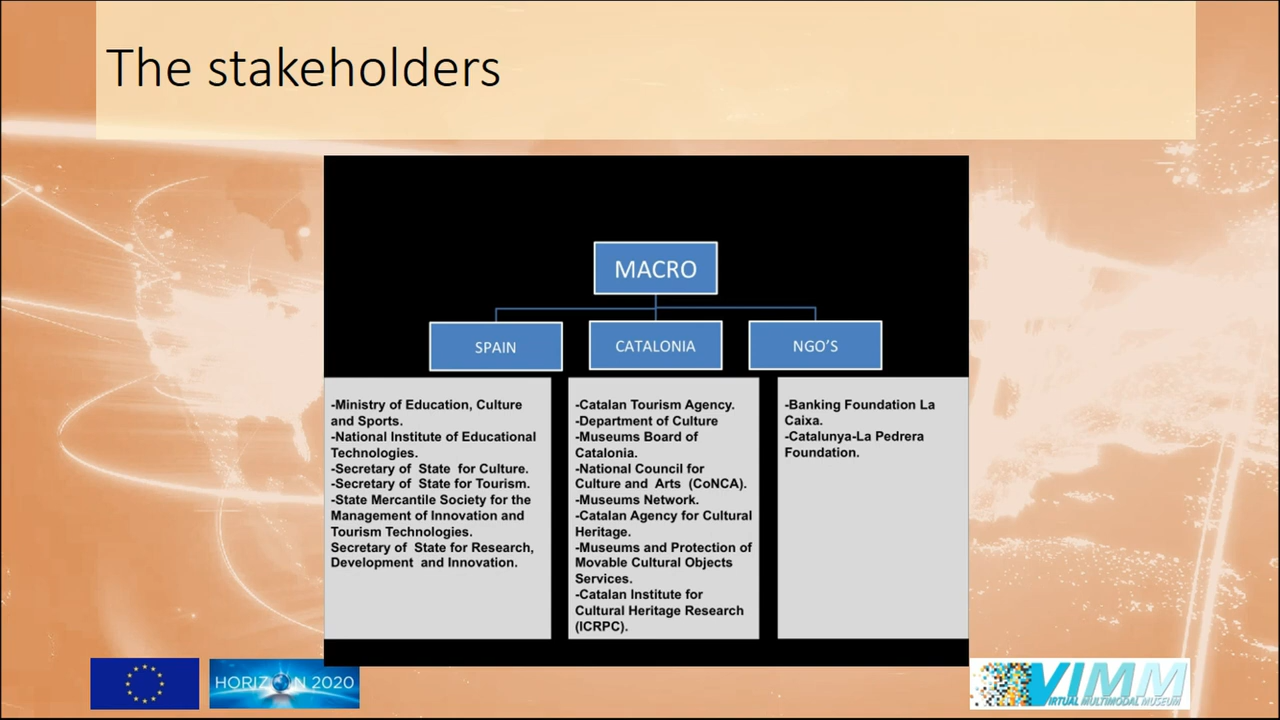 The stakeholders
MACRO
SPAIN
CATALONIA
NGO'S
-Ministry of Education, Culture
and Sports.
-National Institute of Educational
Technologies.
-Secretary of State for Culture.
-Secretary of State for Tourism.
-State Mercantile Society for the
Management of Innovation and
Tourism Technologies.
Secretary of State for Research,
Development and Innovation.
-Catalan Tourism Agency.
-Department of Culture
-Museums Board of
Catalonia.
-National Council for
Culture and Arts (CoNCA).
-Museums Network.
-Catalan Agency for Cultural
Heritage.
-Museums and Protection of
Movable Cultural Objects
Services.
-Catalan Institute for
Cultural Heritage Research
(ICRPC).
-Banking Foundation La
Caixa.
-Catalunya-La Pedrera
Foundation.
HORIZON 2020
VIMM
VIRTUAL MULTIMODAL MUSEUM